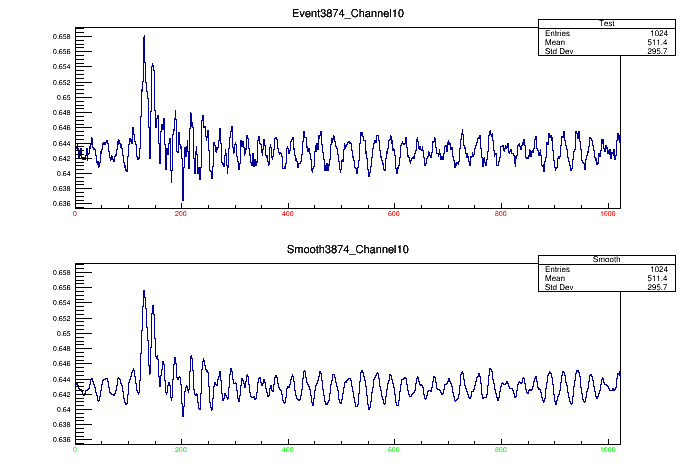 Event3874_Channel10
Test
Entries 1024
Mean 511.4
Std Dev 295.7
0.658
0.656
0.654
0.652
0.65
0.648
0.646
0.644
0.642
0.64
0.638
0.636
0 200 400 600 800 1000
Smooth3874_Channel10
Smooth
Entries 1024
Mean 511.4
Std Dev 295.7
0.658
0.656
0.654
0.652
0.65
0.648
0.646
0.644
0.642
0.64
0.638
0.636
0 200 400 600 800 1000